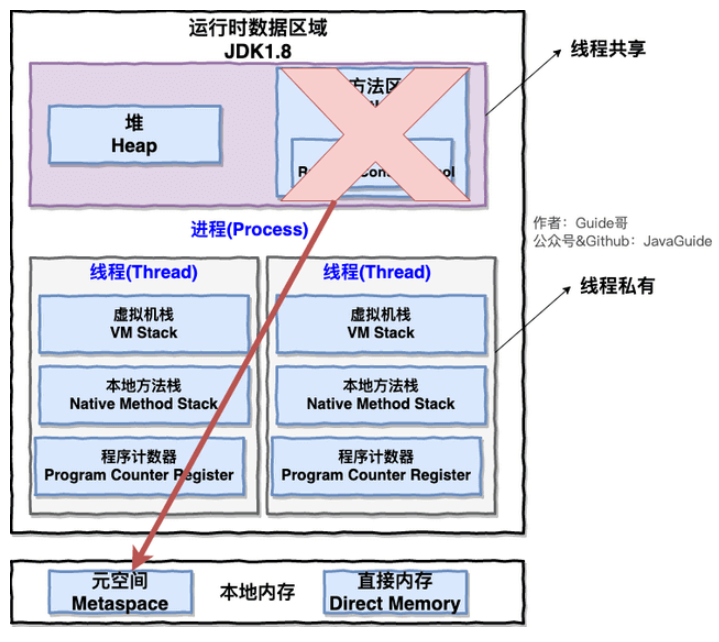 运行时数据区域
JDK1.8
线程共享
堆
Heap
方法区
进程(Process)
作者：Guide哥
公众号&Github：JavaGuide
线程(Thread)
虚拟机栈
VM Stack
本地方法栈
Native Method Stack
程序计数器
Program Counter Register
线程(Thread)
虚拟机栈
VM Stack
本地方法栈
Native Method Stack
程序计数器
Program Counter Register
线程私有
元空间
Metaspace
本地内存
直接内存
Direct Memory